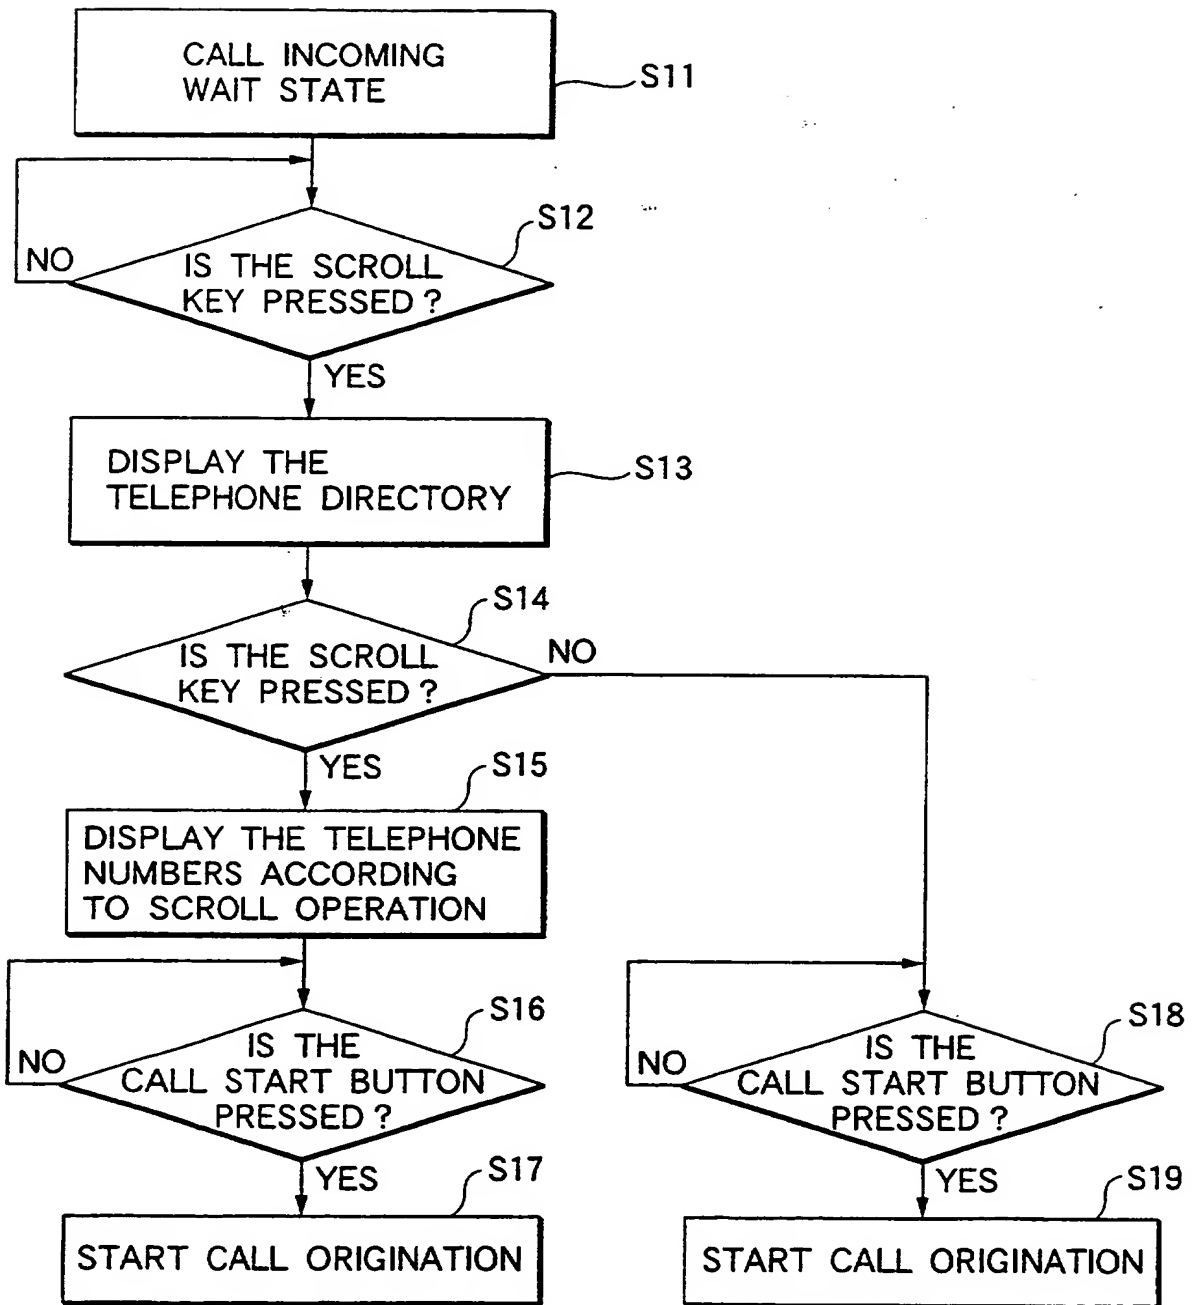 CALL INCOMING
WAIT STATE
S11
S12
NO
IS THE SCROLL
KEY PRESSED?
YES
DISPLAY THE
TELEPHONE DIRECTORY
S13
S14
IS THE SCROLL
KEY PRESSED?
NO
YES
S15
DISPLAY THE TELEPHONE
NUMBERS ACCORDING
TO SCROLL OPERATION
S16
NO
IS THE
CALL START BUTTON
PRESSED?
YES
S17
START CALL ORIGINATION
S18
NO
IS THE
CALL START BUTTON
PRESSED?
YES
S19
START CALL ORIGINATION